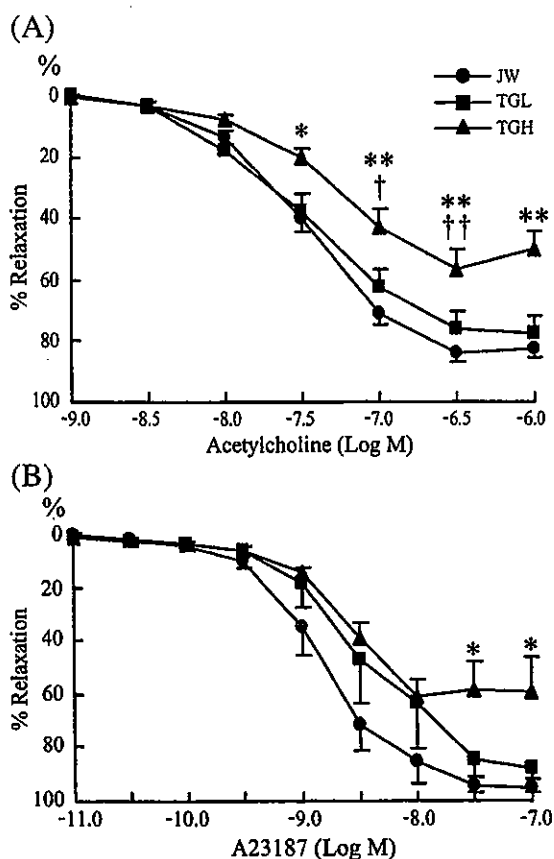 (A)
%
JW
TGL
TGH
0
20
40
60
80
100
% Relaxation
*
**
†
**
††
**
-9.0 -8.5 -8.0 -7.5 -7.0 -6.5 -6.0
Acetylcholine (Log M)
(B)
%
0
20
40
60
80
100
% Relaxation
*
*
-11.0 -10.0 -9.0 -8.0 -7.0
A23187 (Log M)